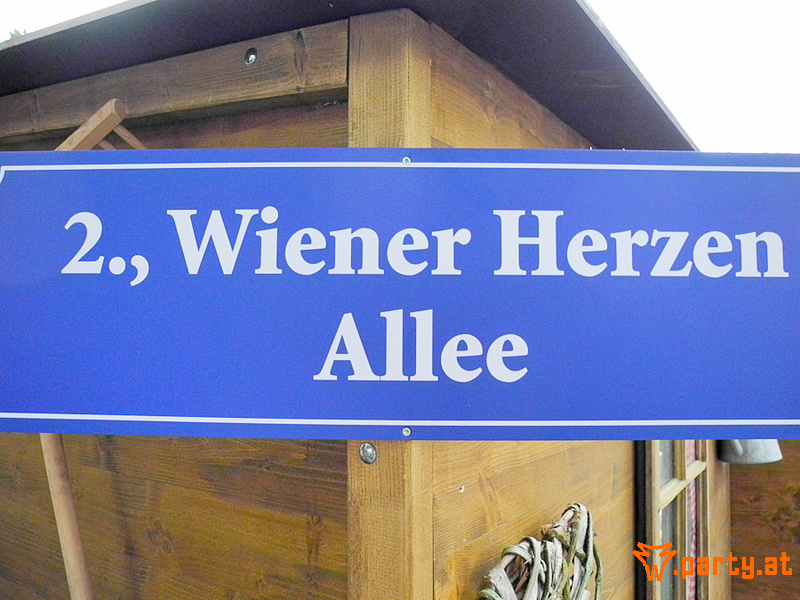 2., Wiener Herzen
Allee
w.party.at